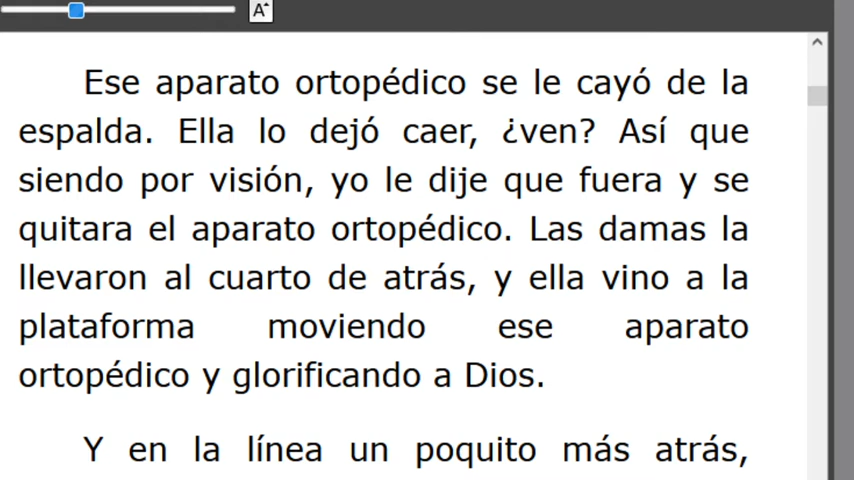 A
Ese aparato ortopédico se le cayó de la
espalda. Ella lo dejó caer, ¿ven? Así que
siendo por visión, yo le dije que fuera y se
quitara el aparato ortopédico. Las damas la
llevaron al cuarto de atrás, y ella vino a la
plataforma moviendo ese aparato
ortopédico y glorificando a Dios.
Y en la línea un poquito más atrás,